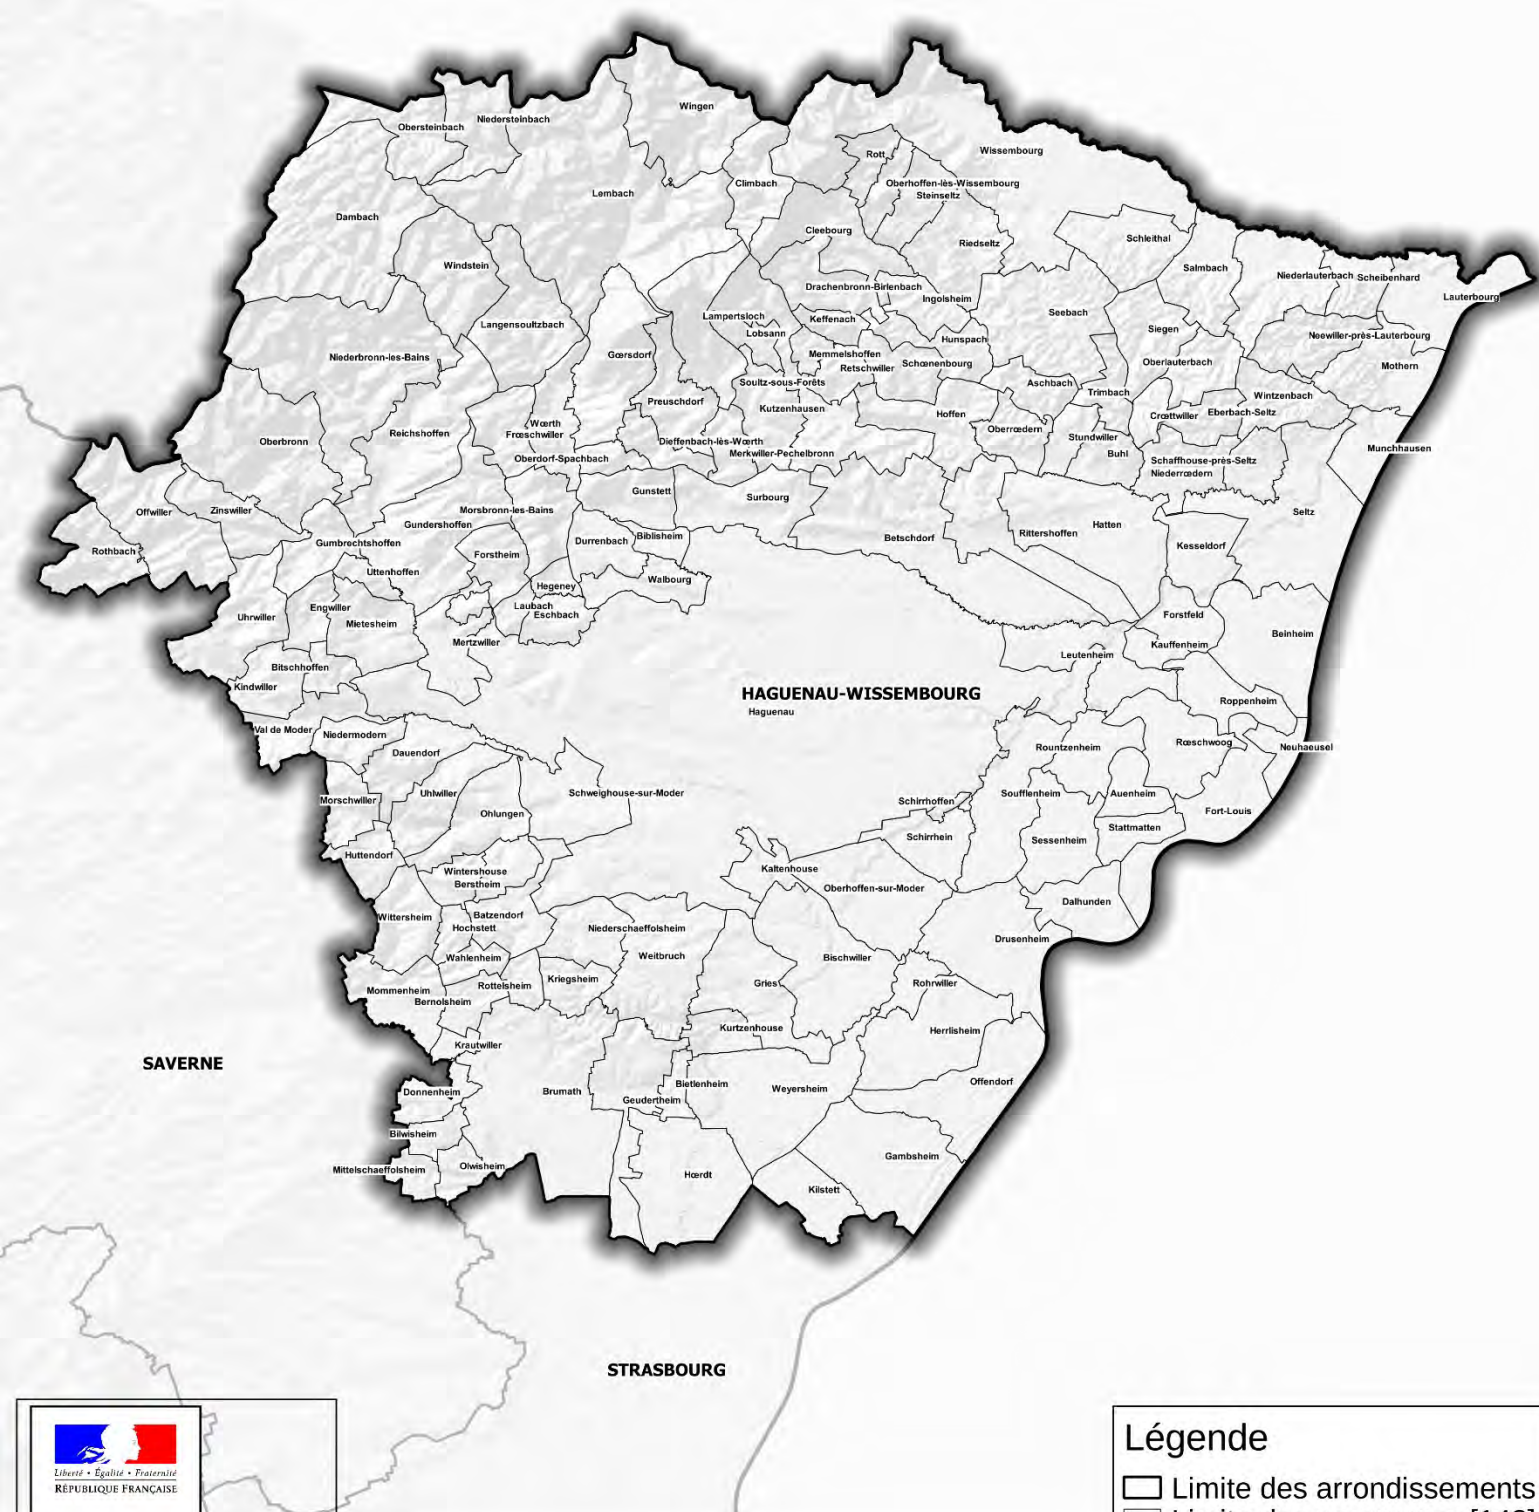 Wingen
Obersteinbach
Niedersteinbach
Wissembourg
Rott
Climbach
Oberhoffen-lès-Wissembourg
Steinseltz
Lembach
Dambach
Cleebourg
Riedseltz
Schleithal
Windstein
Salmbach
Niederlauterbach
Scheibenhard
Lauterbourg
Drachenbronn-Birlenbach
Ingolsheim
Seebach
Langensoultzbach
Lampertsloch
Lobsann
Keffenach
Hunspach
Siegen
Neewiller-près-Lauterbourg
Niederbronn-les-Bains
Gœrsdorf
Memmelshoffen
Retschwiller
Schœnenbourg
Oberlauterbach
Mothern
Soultz-sous-Forêts
Aschbach
Trimbach
Wintzenbach
Preuschdorf
Kutzenhausen
Hoffen
Crœttwiller
Eberbach-Seltz
Wœrth
Frœschwiller
Reichshoffen
Oberbronn
Oberrœdern
Stundwiller
Buhl
Dieffenbach-lès-Wœrth
Merkwiller-Pechelbronn
Oberdorf-Spachbach
Schaffhouse-près-Seltz
Niederrœdern
Munchhausen
Gunstett
Surbourg
Offwiller
Zinswiller
Morsbronn-les-Bains
Gundershoffen
Seltz
Hatten
Rittershoffen
Betschdorf
Rothbach
Gumbrechtshoffen
Forstheim
Durrenbach
Biblisheim
Kesseldorf
Uttenhoffen
Hegeney
Walbourg
Laubach
Eschbach
Uhrwiller
Engwiller
Mietesheim
Forstfeld
Beinheim
Mertzwiller
Kauffenheim
Leutenheim
Bitschhoffen
Kindwiller
HAGUENAU-WISSEMBOURG
Haguenau
Roppenheim
Val de Moder
Niedermodern
Dauendorf
Rountzenheim
Rœschwoog
Neuhaeusel
Morschwiller
Uhlwiller
Schweighouse-sur-Moder
Schirrhoffen
Soufflenheim
Auenheim
Ohlungen
Fort-Louis
Stattmatten
Schirrhein
Sessenheim
Huttendorf
Wintershouse
Berstheim
Kaltenhouse
Oberhoffen-sur-Moder
Dalhunden
Wittersheim
Batzendorf
Hochstett
Niederschaeffolsheim
Drusenheim
Wahlenheim
Weitbruch
Bischwiller
Mommenheim
Bernolsheim
Rottelsheim
Kriegsheim
Gries
Rohrwiller
Kurtzenhouse
Herrlisheim
Krautwiller
SAVERNE
Donnenheim
Brumath
Geudertheim
Bietlenheim
Weyersheim
Offendorf
Bilwisheim
Mittelschaeffolsheim
Olwisheim
Hœrdt
Gambsheim
Kilstett
STRASBOURG
Liberté • Égalité • Fraternité
RÉPUBLIQUE FRANÇAISE
Légende
Limite des arrondissements